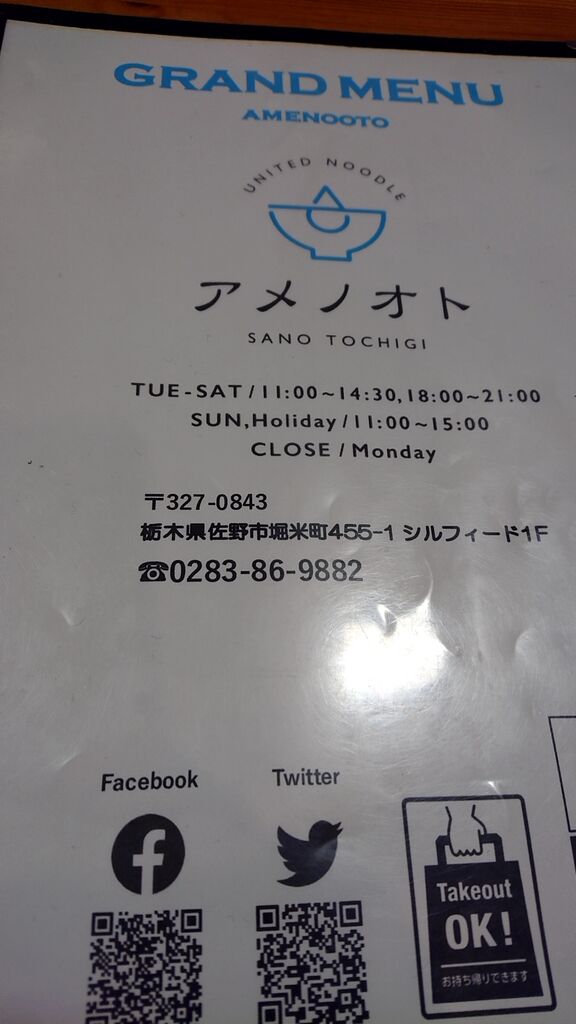 GRAND MENU
AMENOOTO
UNITED NOODLE
アメノオト
SANO TOCHIGI
TUE-SAT/11:00~14:30,18:00~21:00
SUN,Holiday/11:00~15:00
CLOSE/Monday
〒327-0843
栃木県佐野市堀米町455-1 シルフィード1F
☎0283-86-9882
Facebook
Twitter
Takeout
OK!
お持ち帰りできます